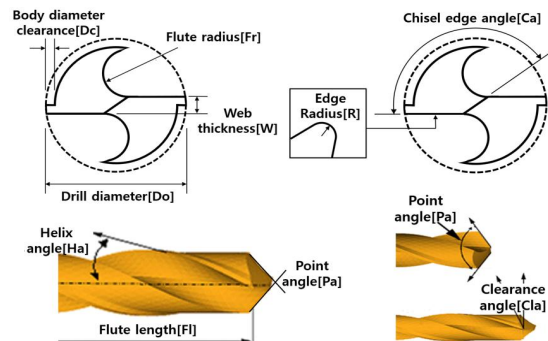 Body diameter
clearance[Dc]
Flute radius[Fr]
Web
thickness[W]
Drill diameter[Do]
Chisel edge angle[Ca]
Edge
Radius[R]
Helix
angle[Ha]
Point
angle[Pa]
Flute length[Fl]
Point
angle[Pa]
Clearance
angle[Cla]